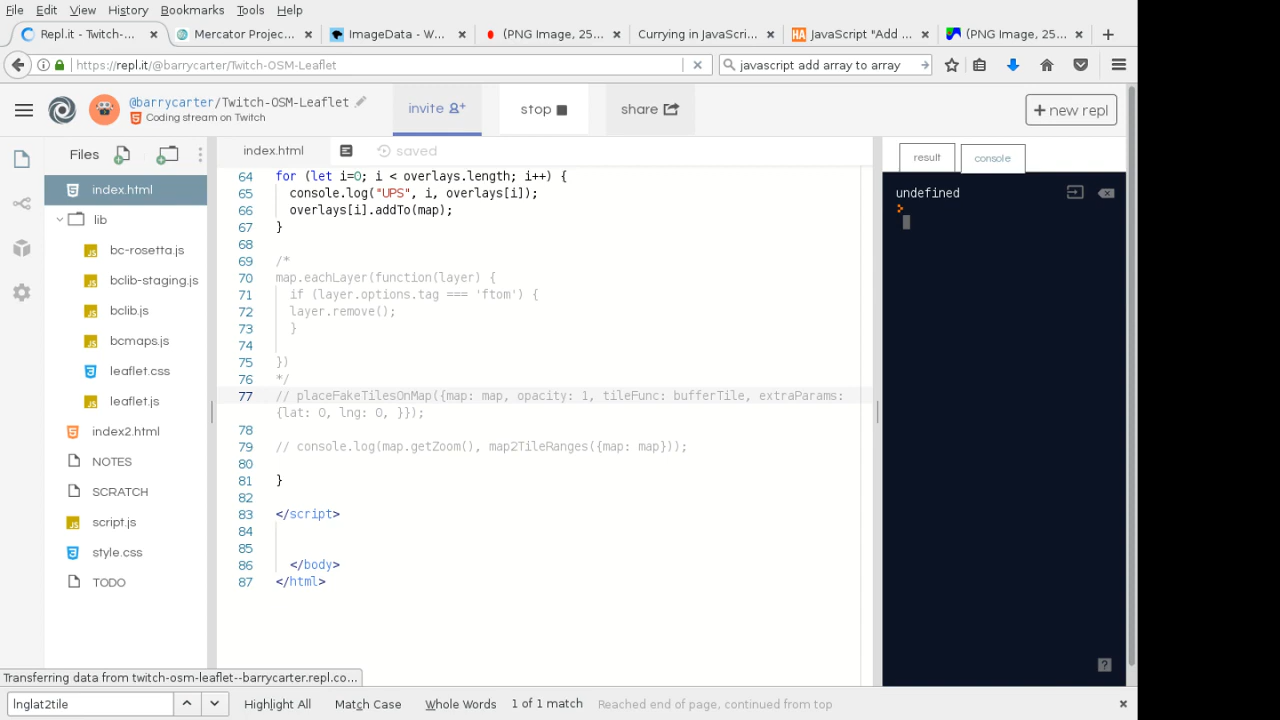 File Edit View History Bookmarks Tools Help
Repl.it - Twitch-... Mercator Projec... ImageData - W... (PNG Image, 25... Currying in JavaScri... JavaScript "Add ... (PNG Image, 25...
https://repl.it/@barrycarter/Twitch-OSM-Leaflet javascript add array to array
@barrycarter/Twitch-OSM-Leaflet
Coding stream on Twitch
invite stop share + new repl
Files
index.html
lib
bc-rosetta.js
bclib-staging.js
bclib.js
bcmaps.js
leaflet.css
leaflet.js
index2.html
NOTES
SCRATCH
script.js
style.css
TODO
index.html saved
64 for (let i=0; i < overlays.length; i++) {
65 console.log("UPS", i, overlays[i]);
66 overlays[i].addTo(map);
67 }
68
69 /*
70 map.eachLayer(function(layer) {
71 if (layer.options.tag === 'ftom') {
72 layer.remove();
73 }
74
75 })
76 */
77 // placeFakeTilesOnMap({map: map, opacity: 1, tileFunc: bufferTile, extraParams:
{lat: 0, lng: 0, }});
78
79 // console.log(map.getZoom(), map2TileRanges({map: map}));
80
81 }
82
83 </script>
84
85
86 </body>
87 </html>
result console
undefined
>
?
Transferring data from twitch-osm-leaflet--barrycarter.repl.co...
lnglat2tile Highlight All Match Case Whole Words 1 of 1 match Reached end of page, continued from top